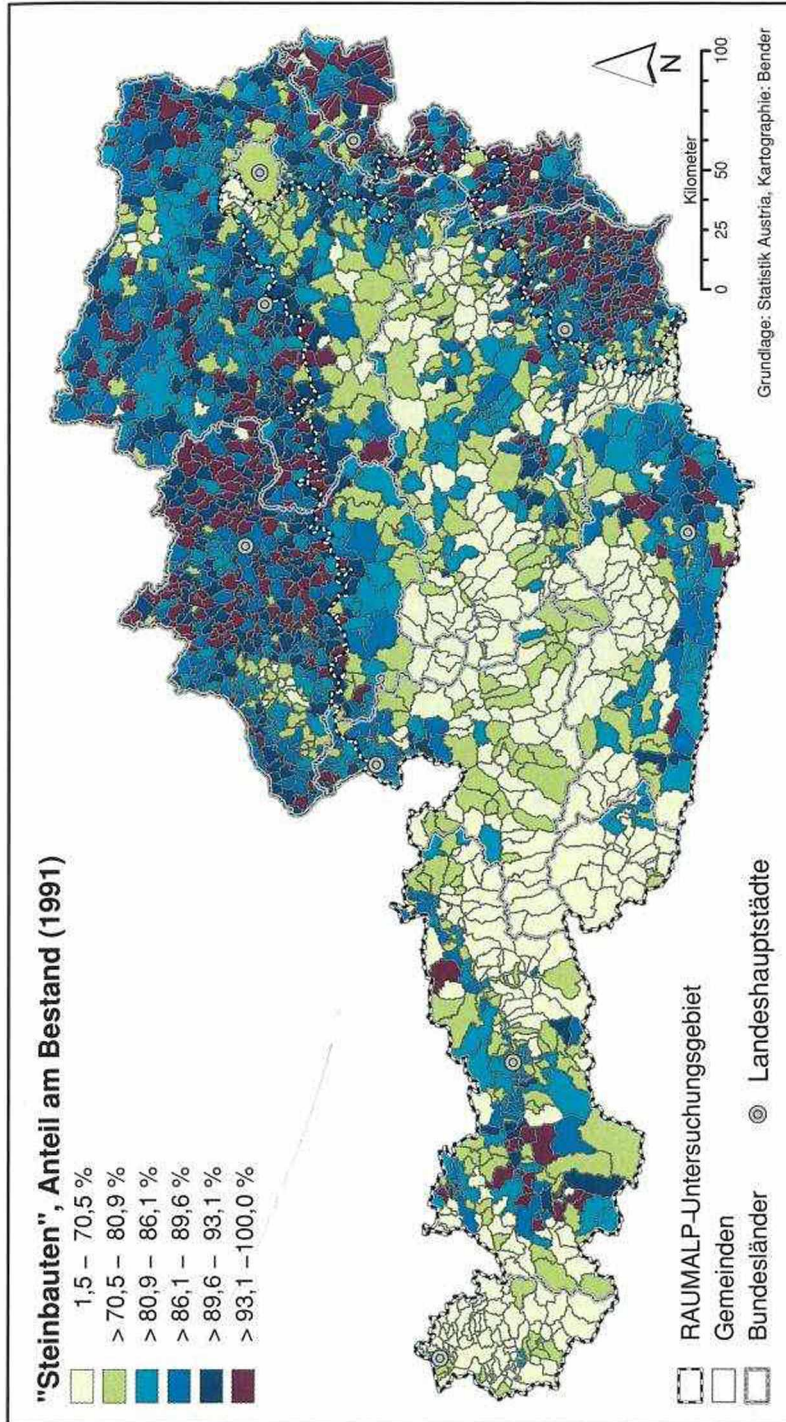 "Steinbauten", Anteil am Bestand (1991)
1,5 – 70,5 %
> 70,5 – 80,9 %
> 80,9 – 86,1 %
> 86,1 – 89,6 %
> 89,6 – 93,1 %
> 93,1 –100,0 %
RAUMALP-Untersuchungsgebiet
Gemeinden
Bundesländer
Landeshauptstädte
N
Kilometer
0 25 50 100
Grundlage: Statistik Austria, Kartographie: Bender